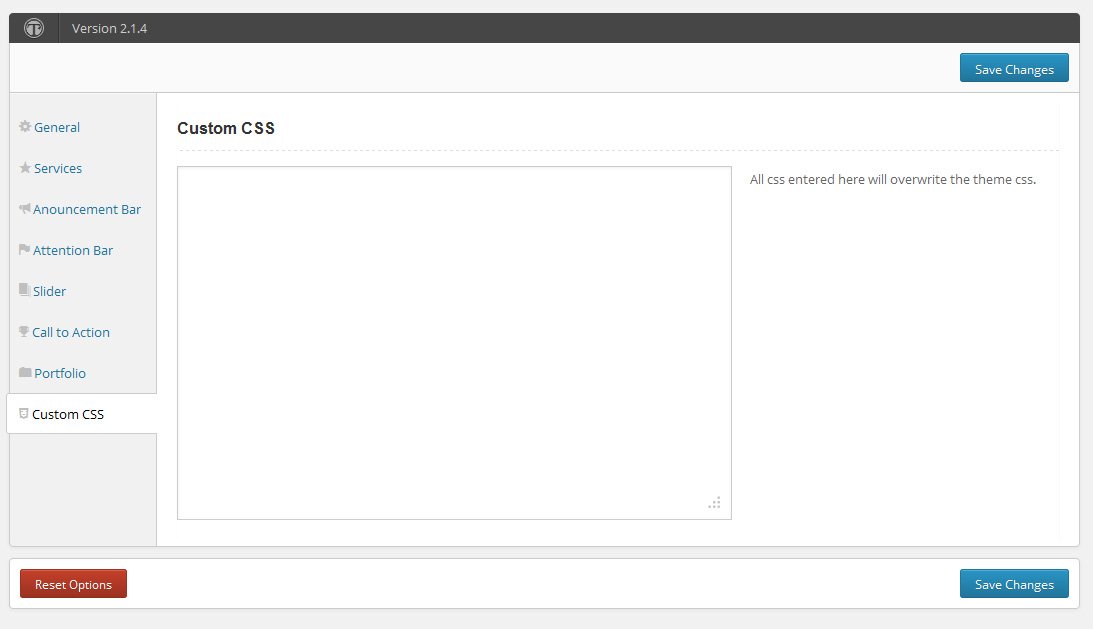 Version 2.1.4
Save Changes
General
Services
Anouncement Bar
Attention Bar
Slider
Call to Action
Portfolio
Custom CSS
Custom CSS
All css entered here will overwrite the theme css.
Reset Options
Save Changes